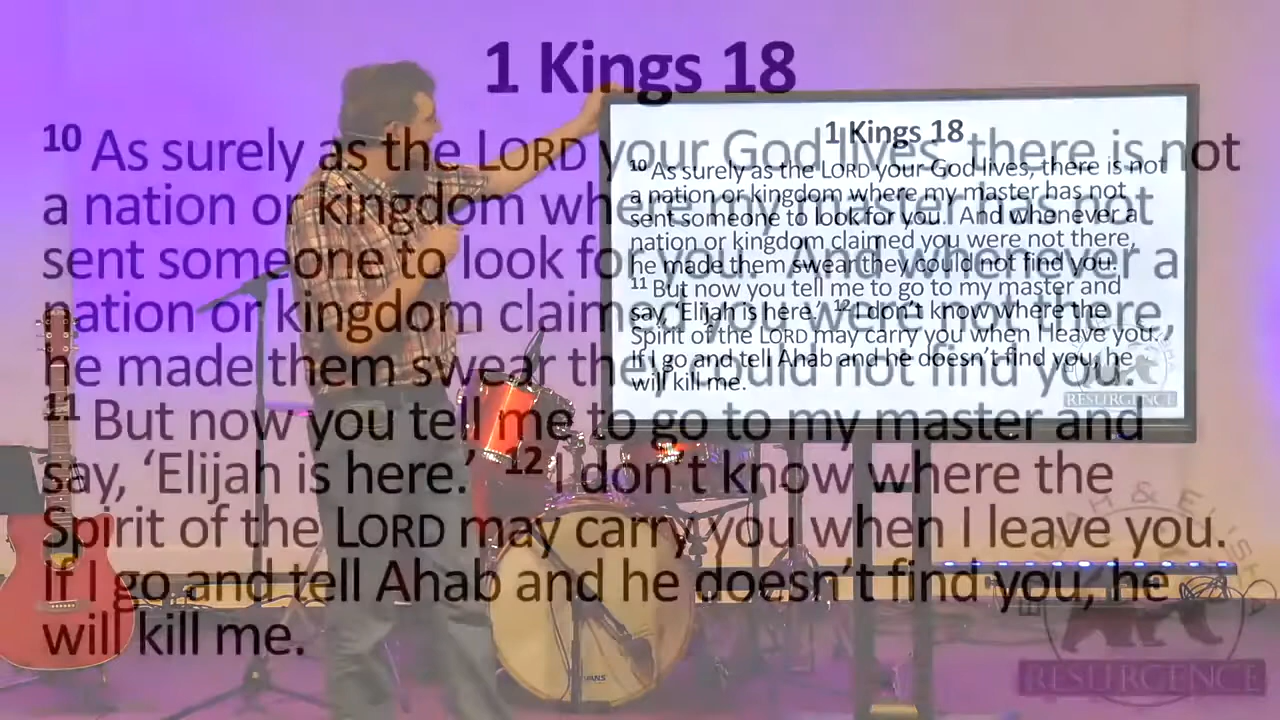 1 Kings 18
10 As surely as the LORD your God lives, there is not
a nation or kingdom where my master has not
sent someone to look for you. And whenever a
nation or kingdom claimed you were not there,
he made them swear they could not find you.
11 But now you tell me to go to my master and
say, ‘Elijah is here.’ 12 I don’t know where the
Spirit of the LORD may carry you when I leave you.
If I go and tell Ahab and he doesn’t find you, he
will kill me.
1 Kings 18
10 As surely as the LORD your God lives, there is not
a nation or kingdom where my master has not
sent someone to look for you. And whenever a
nation or kingdom claimed you were not there,
he made them swear they could not find you.
11 But now you tell me to go to my master and
say, ‘Elijah is here.’ 12 I don’t know where the
Spirit of the LORD may carry you when I leave you.
If I go and tell Ahab and he doesn’t find you, he
will kill me.
RESURGENCE
ELIJAH & ELISHA
RESURGENCE
EVANS